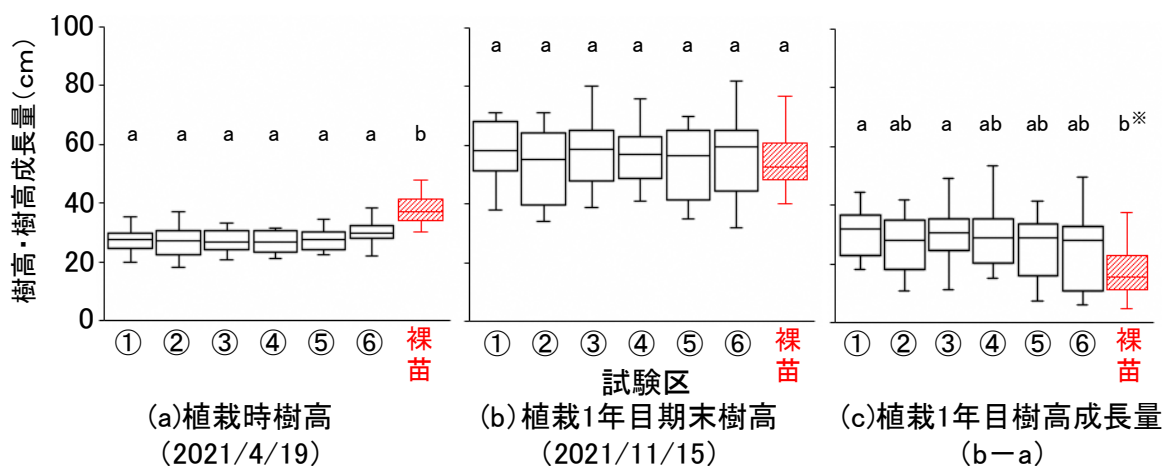 樹高・樹高成長量(cm)
100
80
60
40
20
0
a a a a a a b
① ② ③ ④ ⑤ ⑥ 裸苗
(a)植栽時樹高
(2021/4/19)
a a a a a a a
① ② ③ ④ ⑤ ⑥ 裸苗
試験区
(b)植栽1年目期末樹高
(2021/11/15)
a ab a ab ab ab b※
① ② ③ ④ ⑤ ⑥ 裸苗
(c)植栽1年目樹高成長量
(b－a)